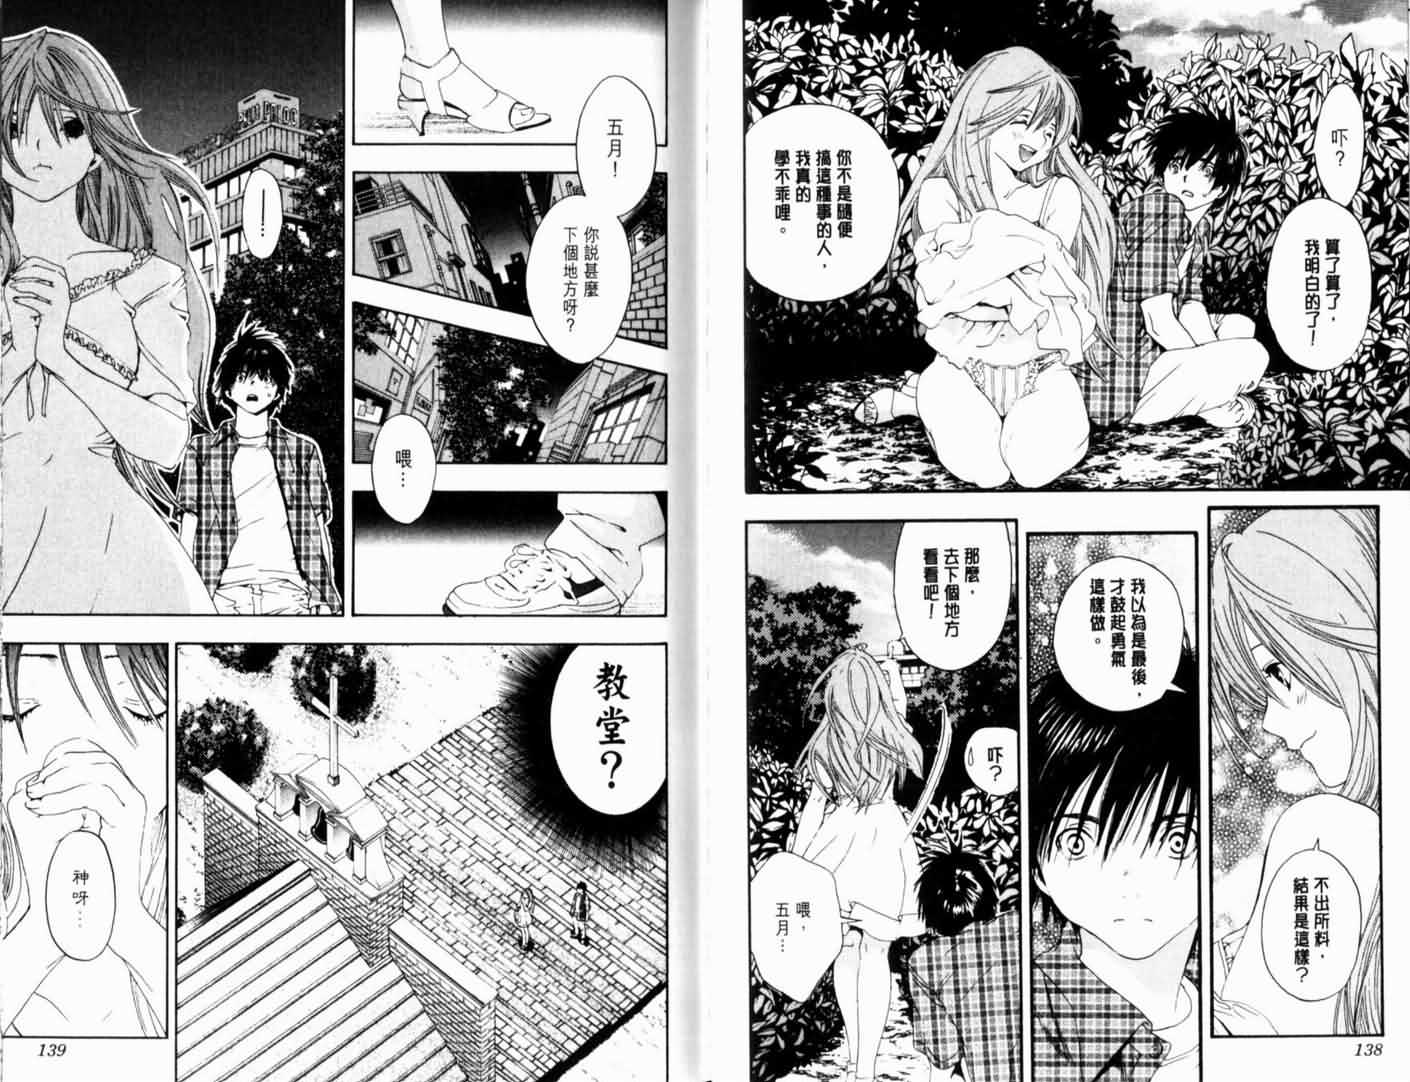 吓？
算了算了，
我明白的了！
你不是隨便
搞這種事的人，
我真的
學不乖哩。
不出所料，
結果是這樣？
我以為是最後，
才鼓起勇氣
這樣做。
那麼，
去下個地方
看看吧！
吓？
喂，
五月…
138
五月！
你說甚麼
下個地方呀？
喂…
教堂？
神呀…
139